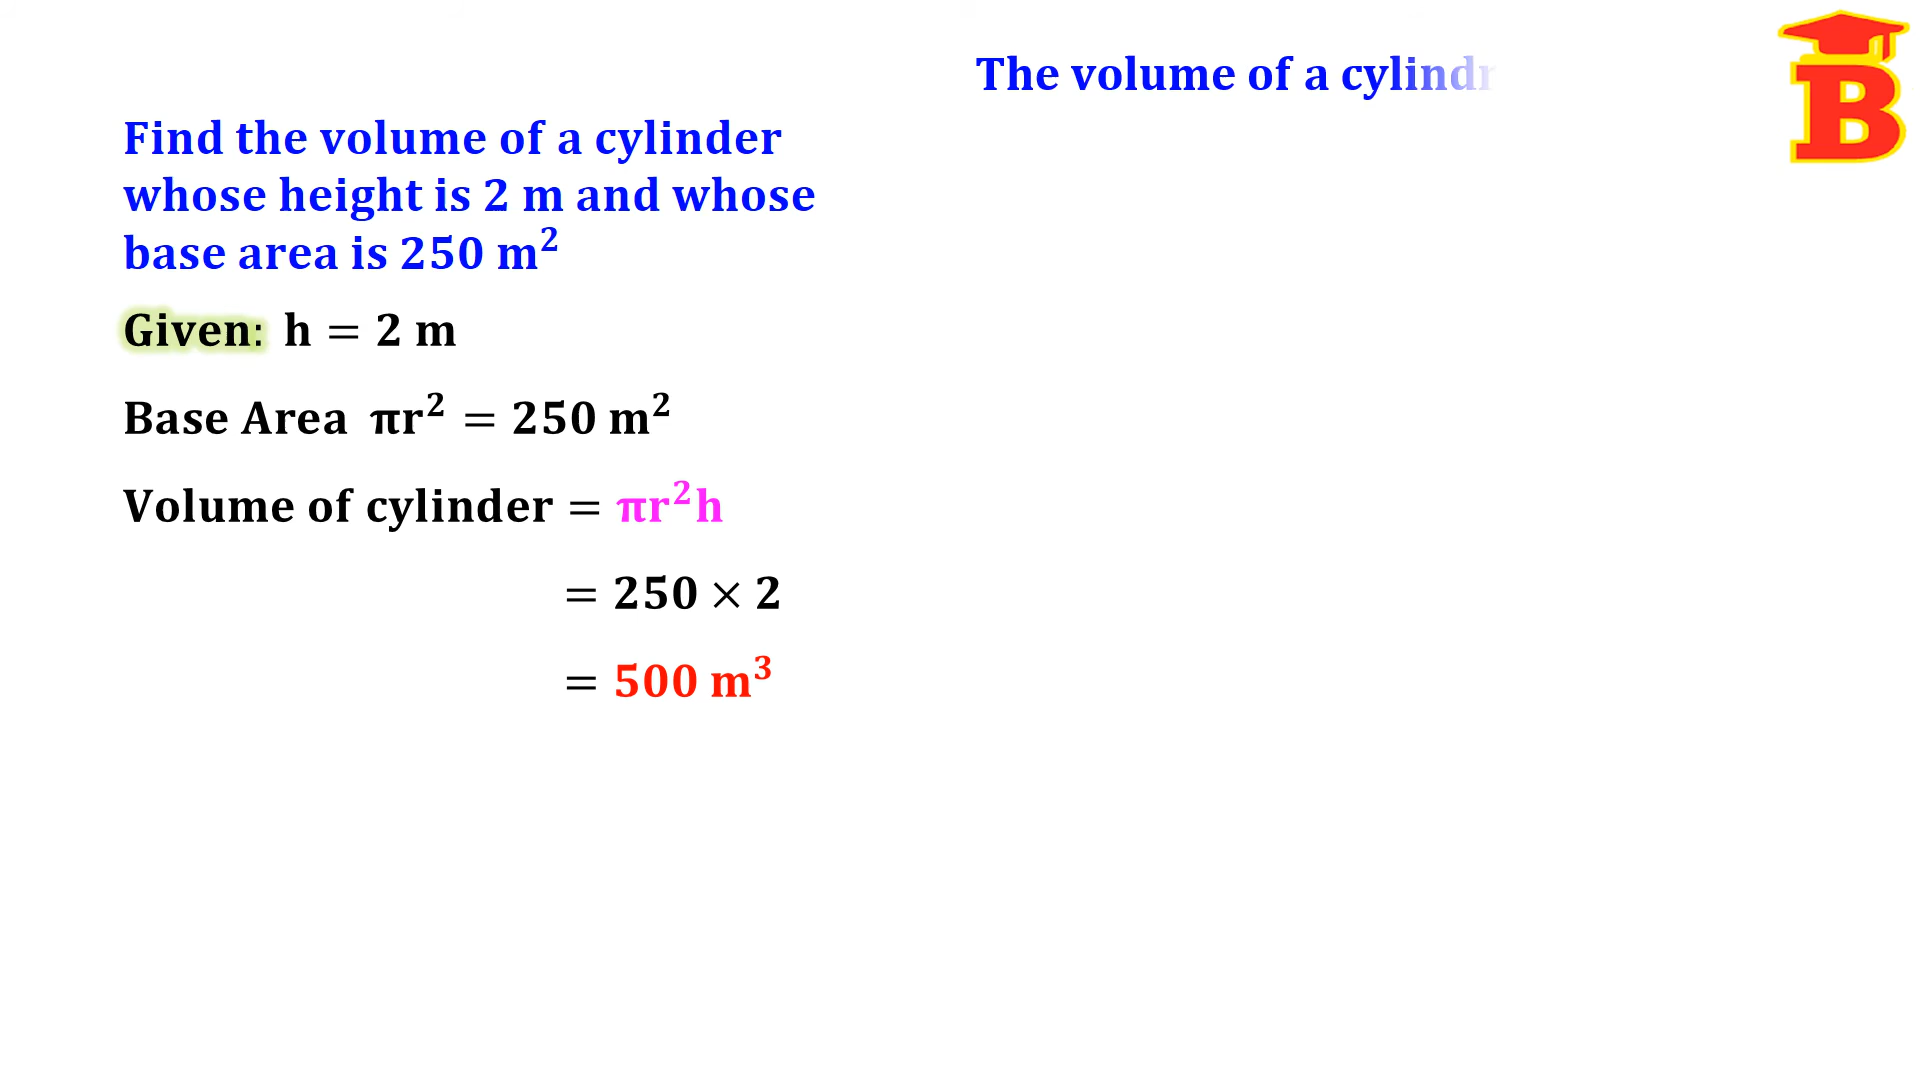 The volume of a cylind
B
Find the volume of a cylinder
whose height is 2 m and whose
base area is 250 m²
Given: h = 2 m
Base Area πr² = 250 m²
Volume of cylinder = πr²h
= 250 × 2
= 500 m³